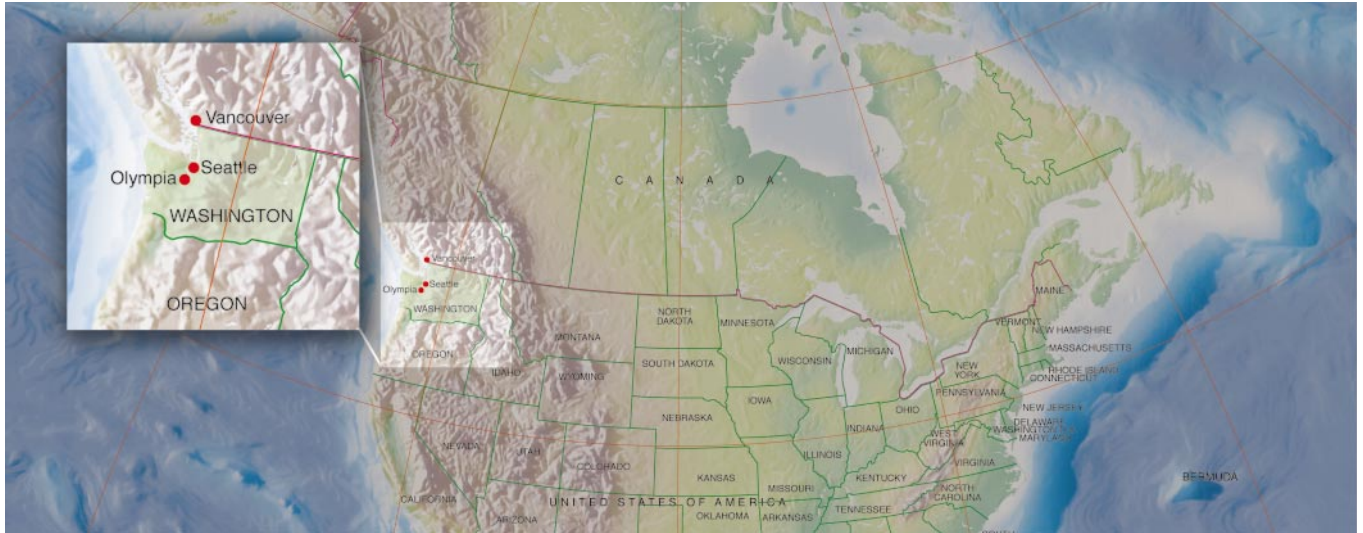 Vancouver
Seattle
Olympia
WASHINGTON
OREGON
CANADA
Vancouver
Seattle
Olympia
WASHINGTON
OREGON
MONTANA
IDAHO
WYOMING
NORTH
DAKOTA
SOUTH DAKOTA
MINNESOTA
WISCONSIN
MICHIGAN
MAINE
VERMONT
NEW HAMPSHIRE
MASSACHUSETTS
RHODE ISLAND
CONNECTICUT
NEW
YORK
PENNSYLVANIA
NEW JERSEY
DELAWARE
WASHINGTON
MARYLAND
NEBRASKA
IOWA
ILLINOIS
INDIANA
OHIO
WEST
VIRGINIA
VIRGINIA
KENTUCKY
NEVADA
UTAH
COLORADO
KANSAS
MISSOURI
CALIFORNIA
UNITED STATES OF AMERICA
ARIZONA
OKLAHOMA
ARKANSAS
TENNESSEE
NORTH
CAROLINA
BERMUDA